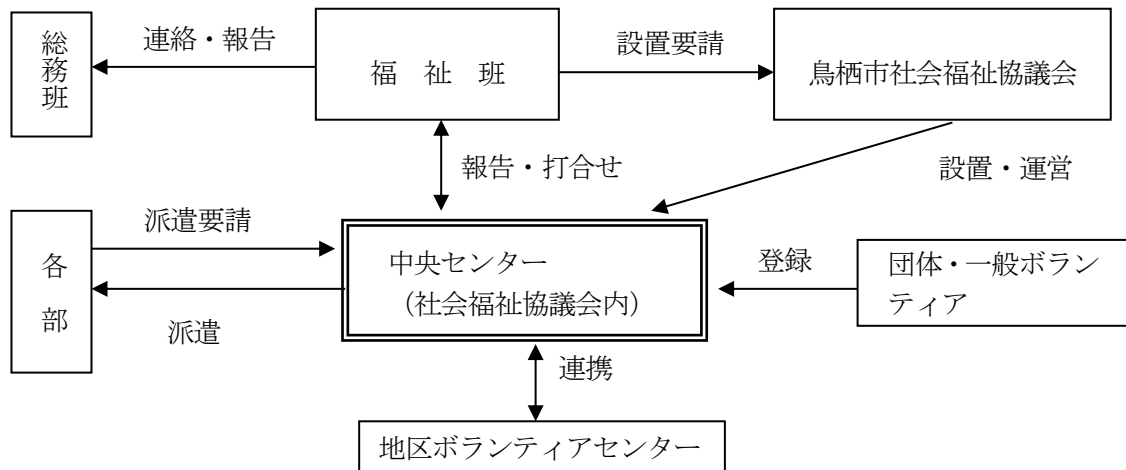 総務班
連絡・報告
福　祉　班
設置要請
鳥栖市社会福祉協議会
報告・打合せ
設置・運営
各部
派遣要請
派遣
中央センター
（社会福祉協議会内）
登録
団体・一般ボラン
ティア
連携
地区ボランティアセンター